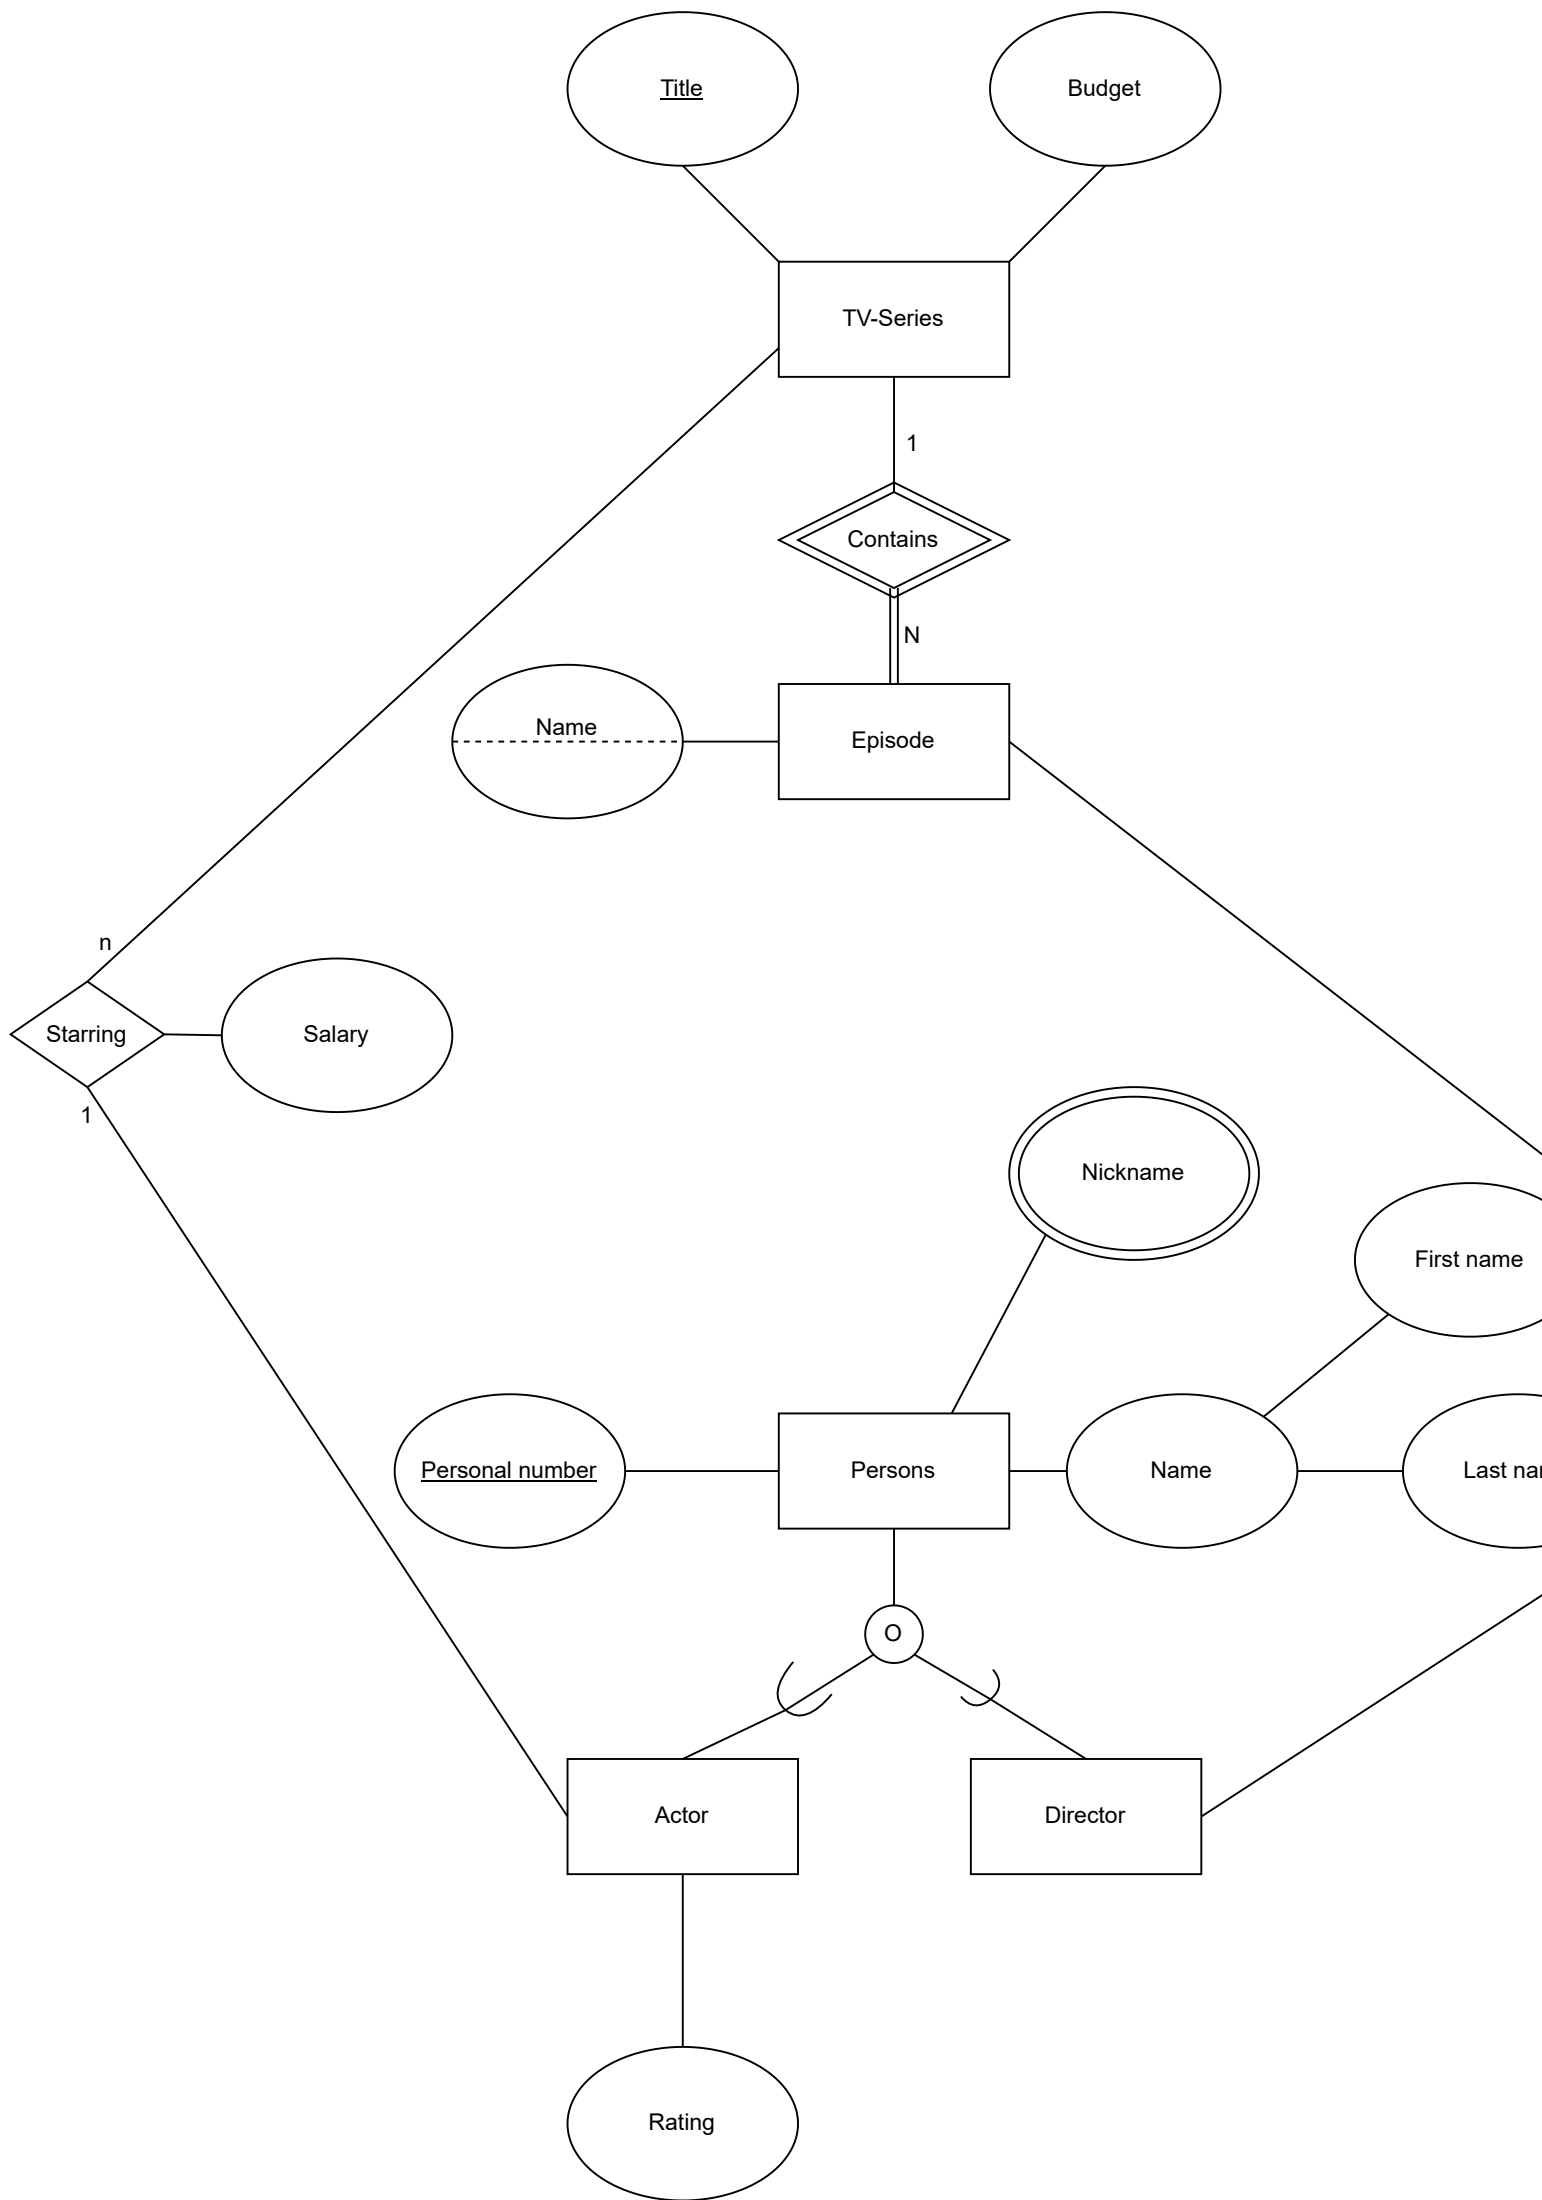 Title
Budget
TV-Series
1
Contains
N
Name
Episode
n
Starring
Salary
1
Nickname
First name
Personal number
Persons
Name
Last
O
Actor
Director
Rating